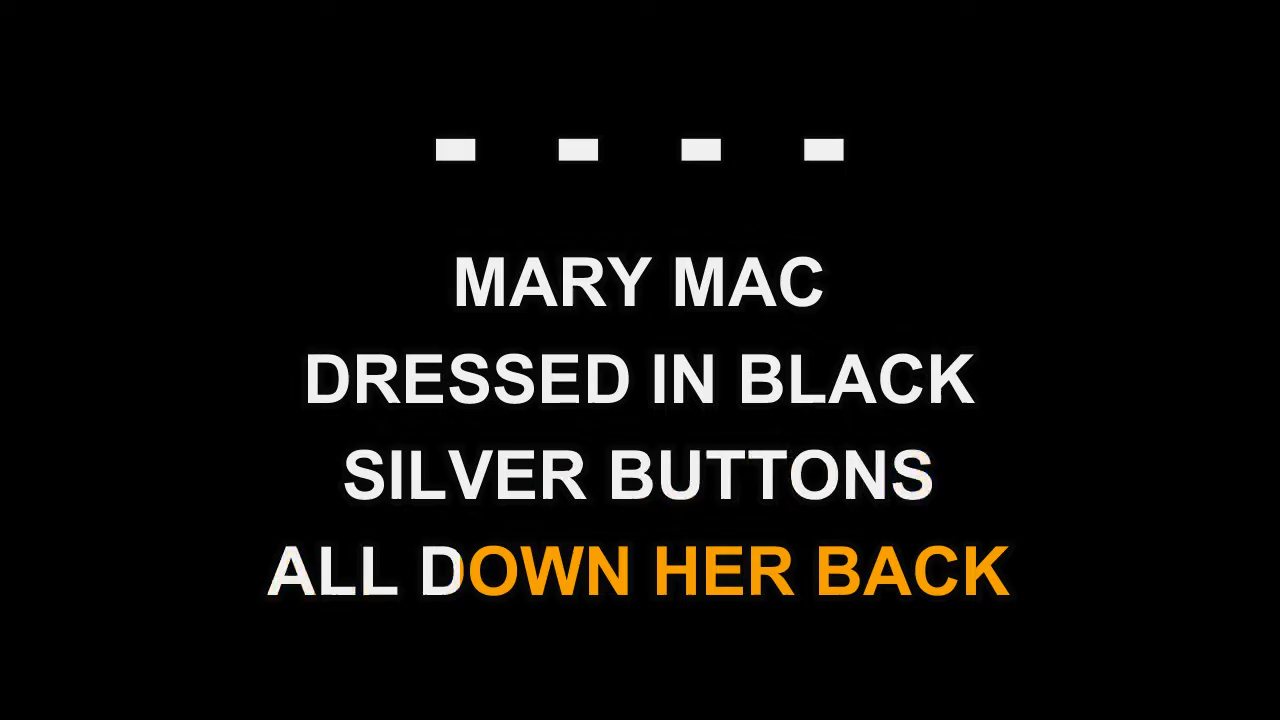 - - - -
MARY MAC
DRESSED IN BLACK
SILVER BUTTONS
ALL DOWN HER BACK